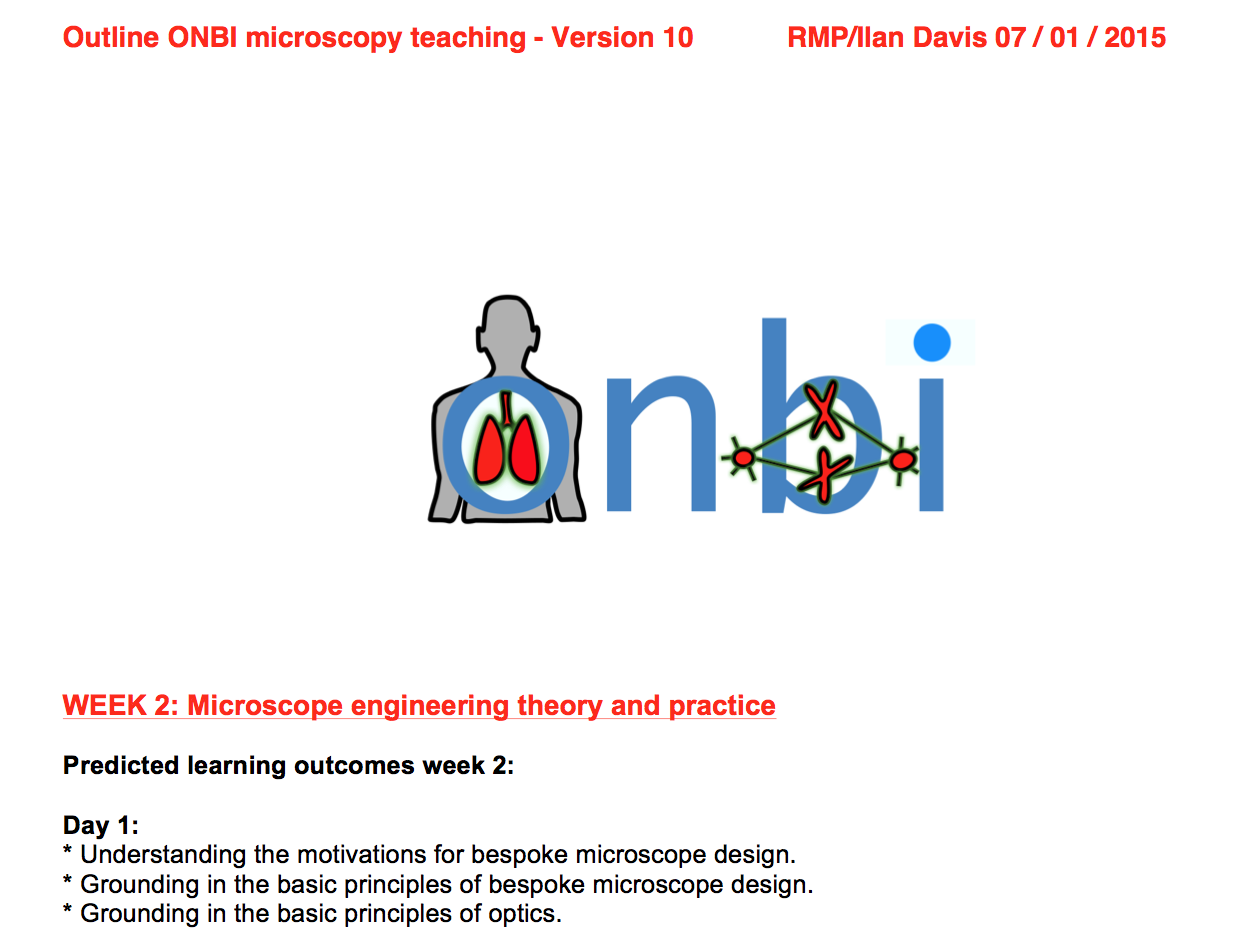 Outline ONBI microscopy teaching - Version 10 RMP/Ilan Davis 07 / 01 / 2015
onbi
WEEK 2: Microscope engineering theory and practice
Predicted learning outcomes week 2:
Day 1:
* Understanding the motivations for bespoke microscope design.
* Grounding in the basic principles of bespoke microscope design.
* Grounding in the basic principles of optics.